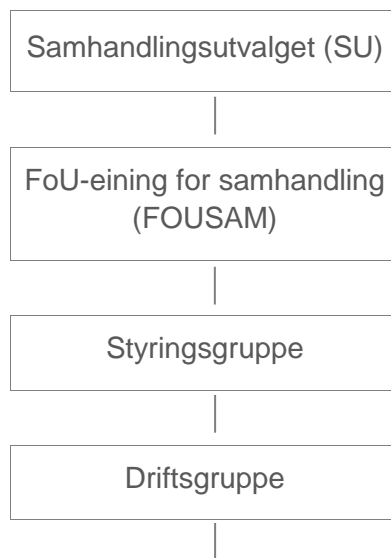 Samhandlingsutvalget (SU)
FoU-eining for samhandling
(FOUSAM)
Styringsgruppe
Driftsgruppe